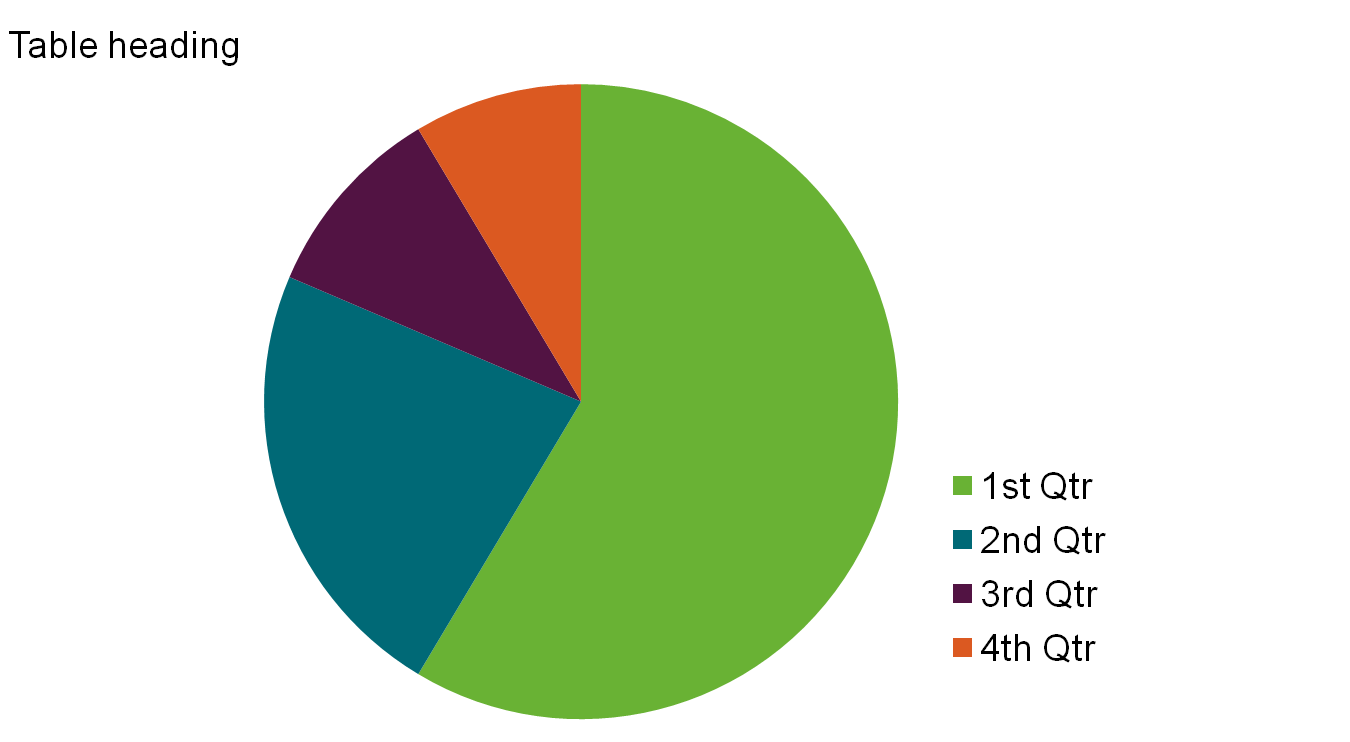 Table heading
1st Qtr
2nd Qtr
3rd Qtr
4th Qtr